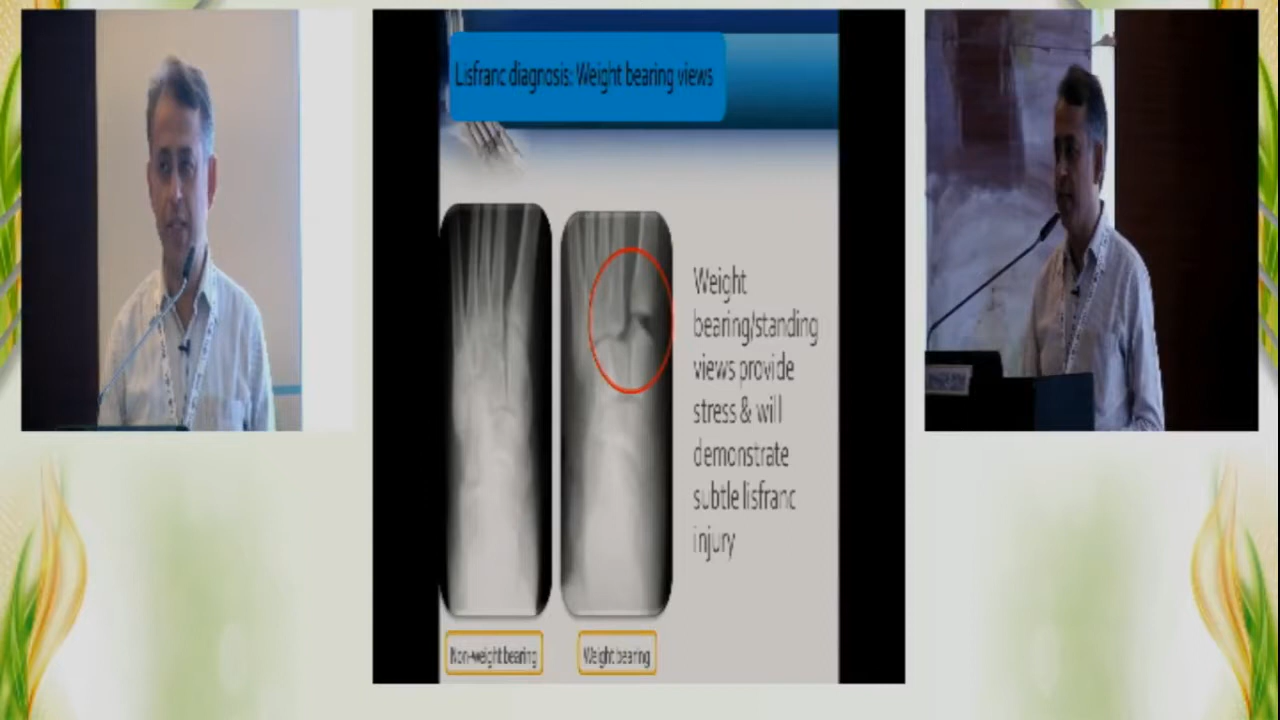 Lisfranc diagnosis: Weight bearing views
Weight
bearing/standing
views provide
stress & will
demonstrate
subtle lisfranc
injury
Non-weight bearing
Weight bearing